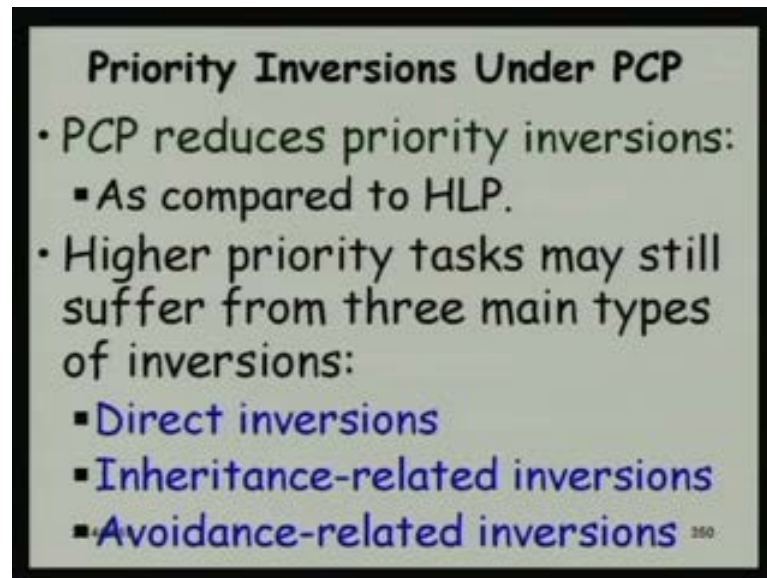 Priority Inversions Under PCP
• PCP reduces priority inversions:
▪As compared to HLP.
• Higher priority tasks may still
suffer from three main types
of inversions:
▪Direct inversions
▪Inheritance-related inversions
▪Avoidance-related inversions 350